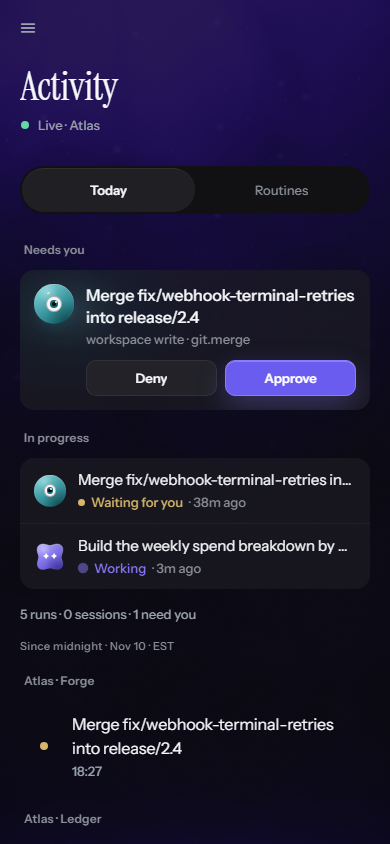 Activity
Live · Atlas
Today
Routines
Needs you
Merge fix/webhook-terminal-retries
into release/2.4
workspace write · git.merge
Deny
Approve
In progress
Merge fix/webhook-terminal-retries in...
Waiting for you · 38m ago
Build the weekly spend breakdown by ...
Working · 3m ago
5 runs · 0 sessions · 1 need you
Since midnight · Nov 10 · EST
Atlas · Forge
Merge fix/webhook-terminal-retries
into release/2.4
18:27
Atlas · Ledger